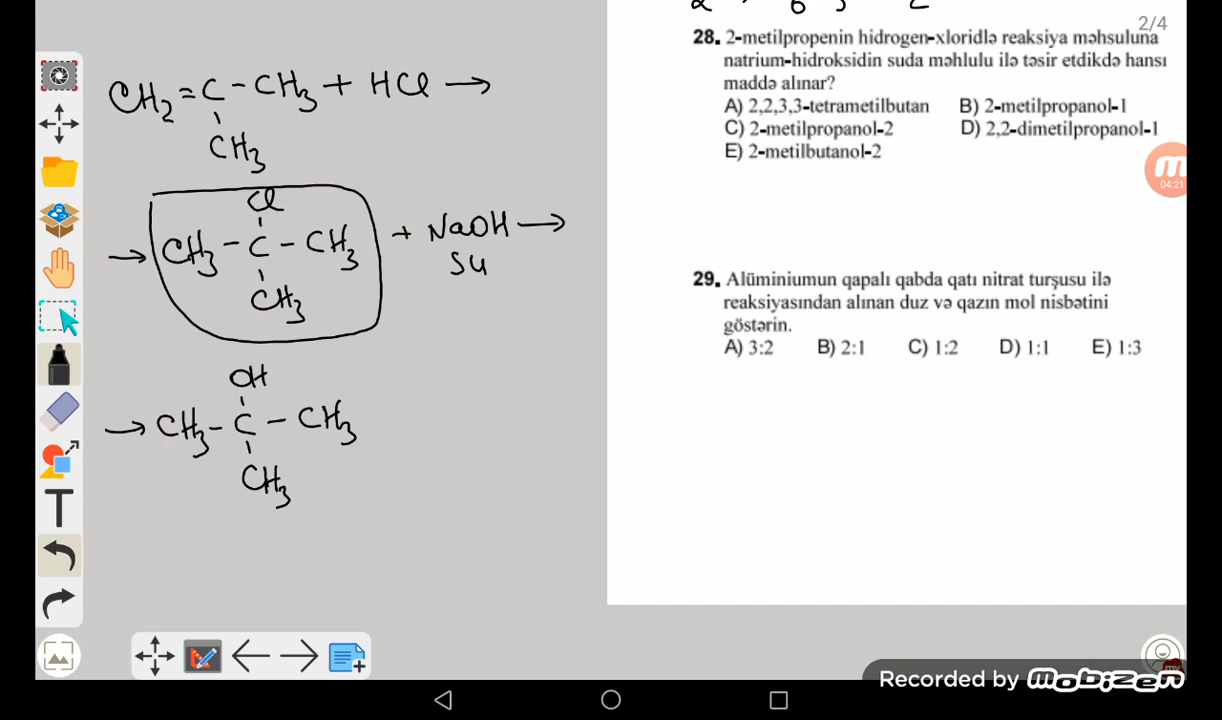 CH₂=C-CH₃ + HCl →
CH₃
Cl
→ CH₃-C-CH₃ + NaOH →
su
CH₃
OH
→ CH₃-C-CH₃
CH₃
2/4
28. 2-metilpropenin hidrogen-xloridlə reaksiya məhsuluna
natrium-hidroksidin suda məhlulu ilə təsir etdikdə hansı
maddə alınar?
A) 2,2,3,3-tetrametilbutan B) 2-metilpropanol-1
C) 2-metilpropanol-2 D) 2,2-dimetilpropanol-1
E) 2-metilbutanol-2
29. Alüminiumun qapalı qabda qatı nitrat turşusu ilə
reaksiyasından alınan duz və qazın mol nisbətini
göstərin.
A) 3:2 B) 2:1 C) 1:2 D) 1:1 E) 1:3
m
04:21
T
Recorded by mobizen